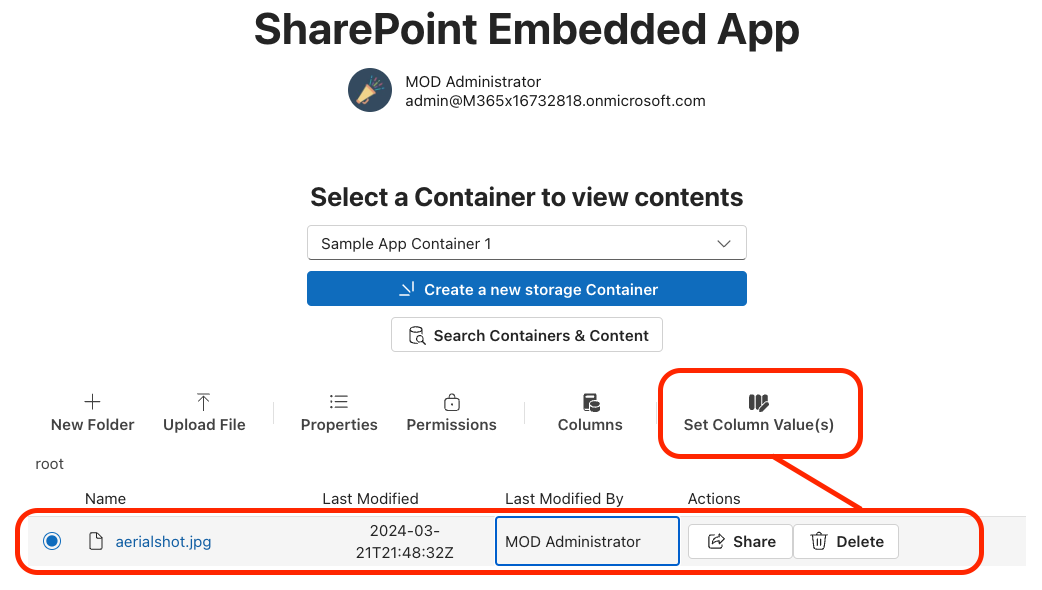 SharePoint Embedded App
MOD Administrator
admin@M365x16732818.onmicrosoft.com
Select a Container to view contents
Sample App Container 1
Create a new storage Container
Search Containers & Content
New Folder Upload File Properties Permissions Columns Set Column Value(s)
root
Name Last Modified Last Modified By Actions
aerialshot.jpg 2024-03-
21T21:48:32Z MOD Administrator Share Delete